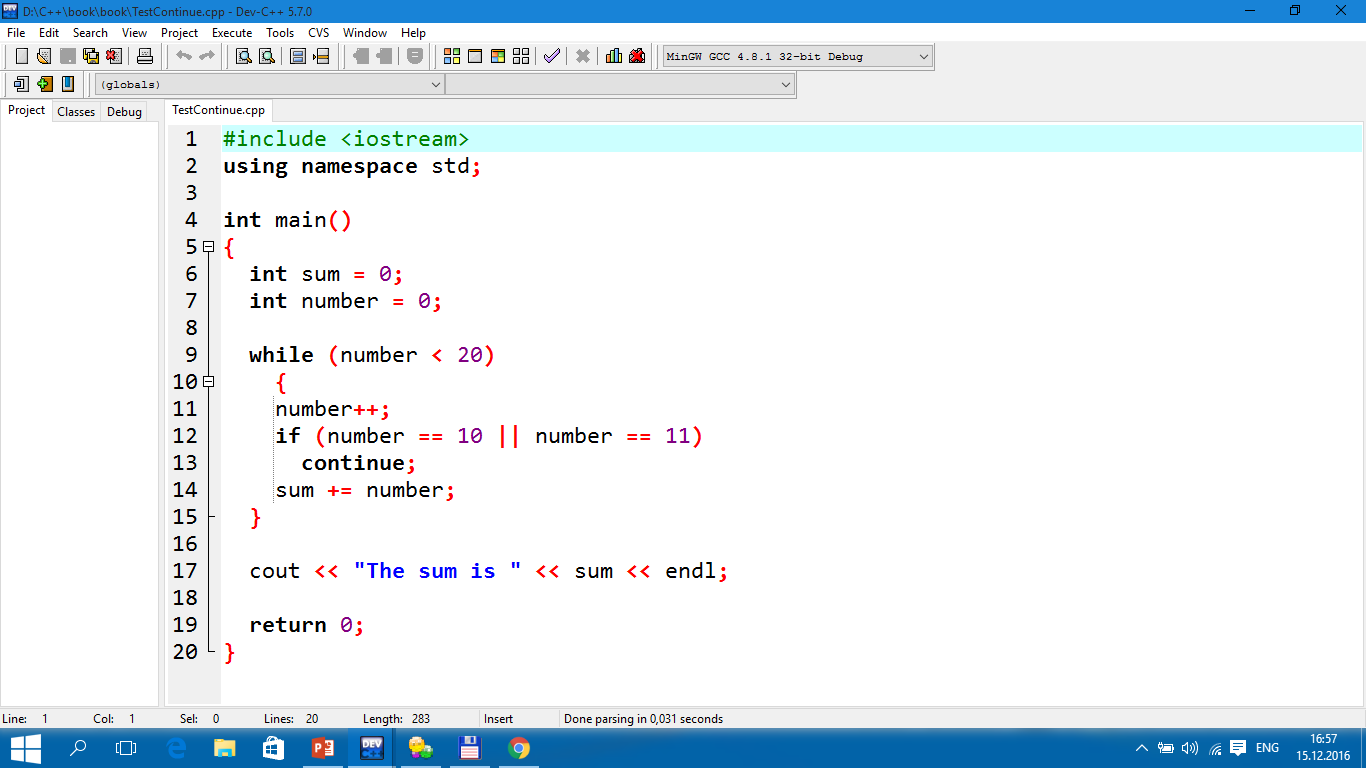 D:\C++\book\book\TestContinue.cpp - Dev-C++ 5.7.0
File Edit Search View Project Execute Tools CVS Window Help
MinGW GCC 4.8.1 32-bit Debug
(globals)
Project Classes Debug TestContinue.cpp
1 #include <iostream>
2 using namespace std;
3
4 int main()
5 {
6 int sum = 0;
7 int number = 0;
8
9 while (number < 20)
10 {
11 number++;
12 if (number == 10 || number == 11)
13 continue;
14 sum += number;
15 }
16
17 cout << "The sum is " << sum << endl;
18
19 return 0;
20 }
Line: 1 Col: 1 Sel: 0 Lines: 20 Length: 283 Insert Done parsing in 0,031 seconds
DEV
ENG
16:57
15.12.2016